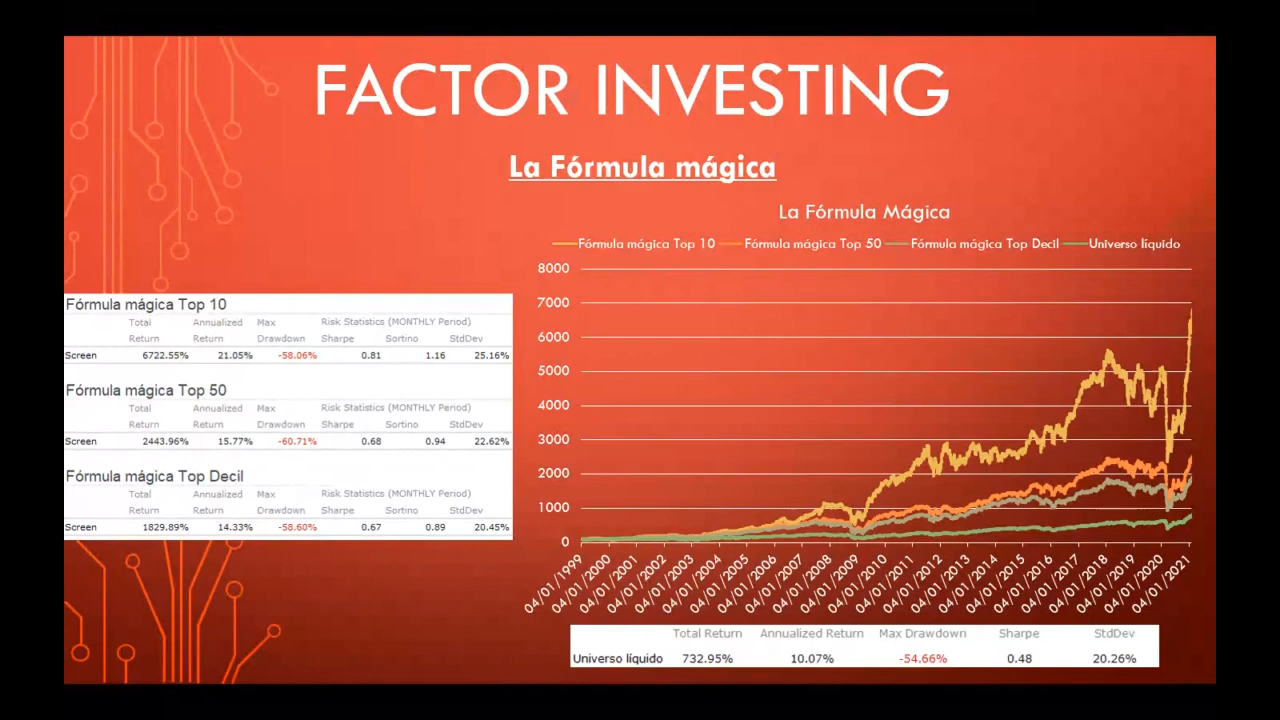 FACTOR INVESTING
La Fórmula mágica
Fórmula mágica Top 10
Total Annualized Max Risk Statistics (MONTHLY Period)
Return Return Drawdown Sharpe Sortino StdDev
Screen 6722.55% 21.05% -58.06% 0.81 1.16 25.16%
Fórmula mágica Top 50
Total Annualized Max Risk Statistics (MONTHLY Period)
Return Return Drawdown Sharpe Sortino StdDev
Screen 2443.96% 15.77% -60.71% 0.68 0.94 22.62%
Fórmula mágica Top Decil
Total Annualized Max Risk Statistics (MONTHLY Period)
Return Return Drawdown Sharpe Sortino StdDev
Screen 1829.89% 14.33% -58.60% 0.67 0.89 20.45%
La Fórmula Mágica
Fórmula mágica Top 10 Fórmula mágica Top 50 Fórmula mágica Top Decil Universo líquido
8000
7000
6000
5000
4000
3000
2000
1000
0
04/01/1999 04/01/2000 04/01/2001 04/01/2002 04/01/2003 04/01/2004 04/01/2005 04/01/2006 04/01/2007 04/01/2008 04/01/2009 04/01/2010 04/01/2011 04/01/2012 04/01/2013 04/01/2014 04/01/2015 04/01/2016 04/01/2017 04/01/2018 04/01/2019 04/01/2020 04/01/2021
Total Return Annualized Return Max Drawdown Sharpe StdDev
Universo líquido 732.95% 10.07% -54.66% 0.48 20.26%